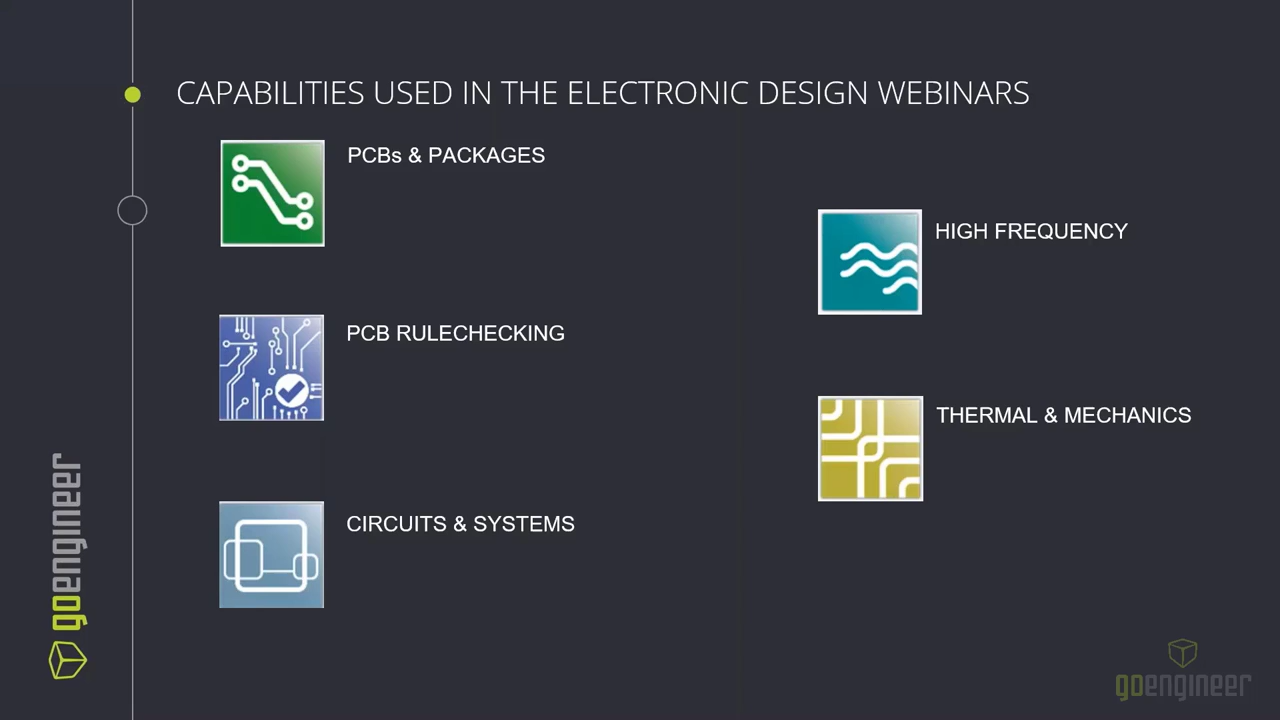 CAPABILITIES USED IN THE ELECTRONIC DESIGN WEBINARS
PCBs & PACKAGES
PCB RULECHECKING
CIRCUITS & SYSTEMS
HIGH FREQUENCY
THERMAL & MECHANICS
goengineer
goengineer